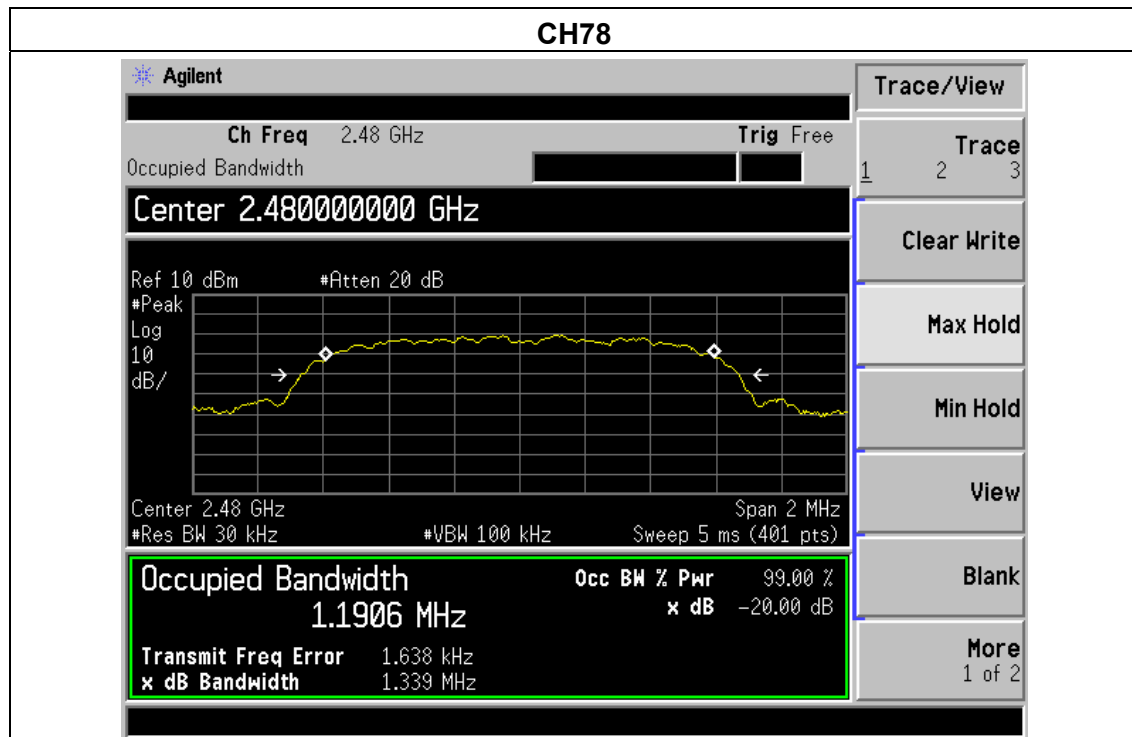 CH78
Agilent
Trace/View
Ch Freq 2.48 GHz Trig Free
Occupied Bandwidth
Trace
1 2 3
Center 2.480000000 GHz
Clear Write
Ref 10 dBm #Atten 20 dB
#Peak
Log
10
dB/
Max Hold
Min Hold
View
Center 2.48 GHz Span 2 MHz
#Res BW 30 kHz #VBW 100 kHz Sweep 5 ms (401 pts)
Occupied Bandwidth Occ BW % Pwr 99.00 %
1.1906 MHz x dB -20.00 dB
Blank
Transmit Freq Error 1.638 kHz
x dB Bandwidth 1.339 MHz
More
1 of 2